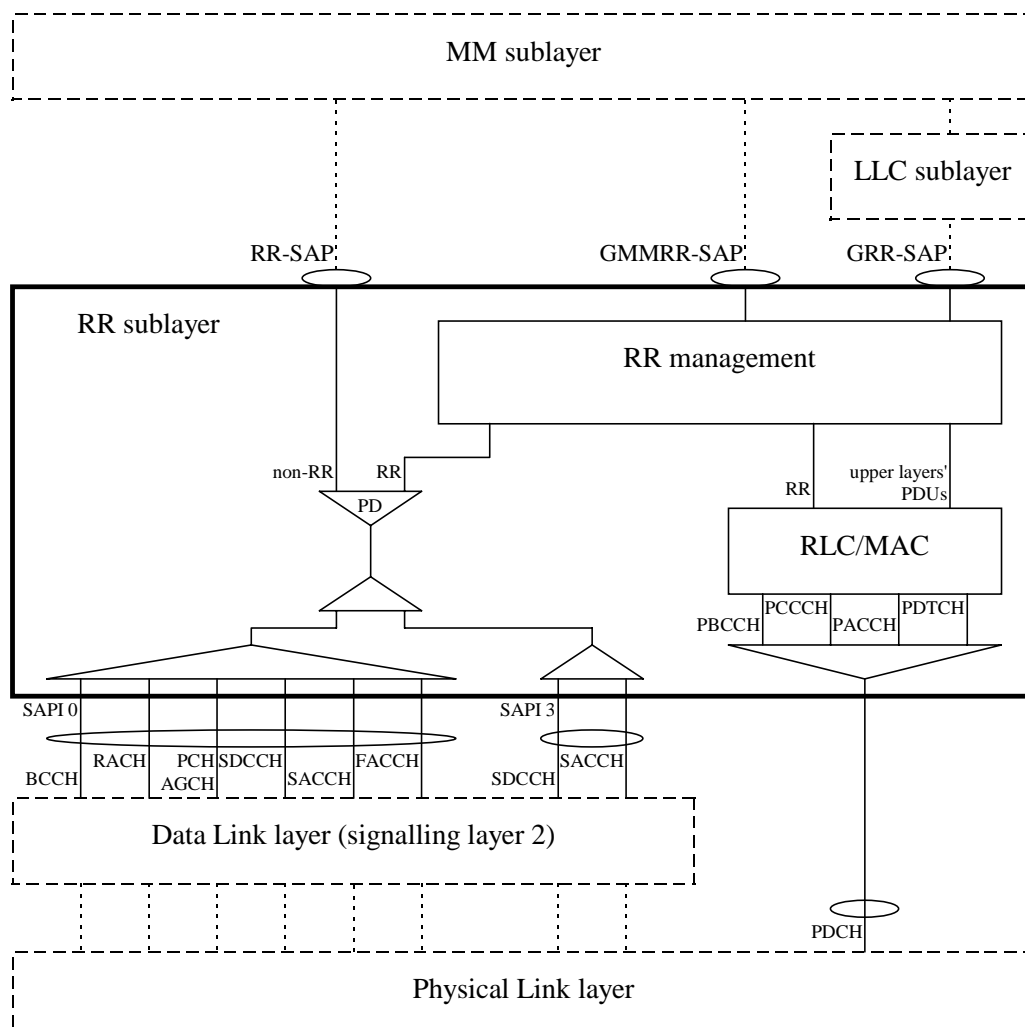 MM sublayer
LLC sublayer
RR-SAP
GMMRR-SAP
GRR-SAP
RR sublayer
RR management
non-RR
RR
PD
RR
upper layers'
PDUs
RLC/MAC
PBCCH
PCCCH
PACCH
PDTCH
SAPI 0
SAPI 3
BCCH
RACH
PCH
AGCH
SDCCH
SACCH
FACCH
SDCCH
SACCH
Data Link layer (signalling layer 2)
PDCH
Physical Link layer